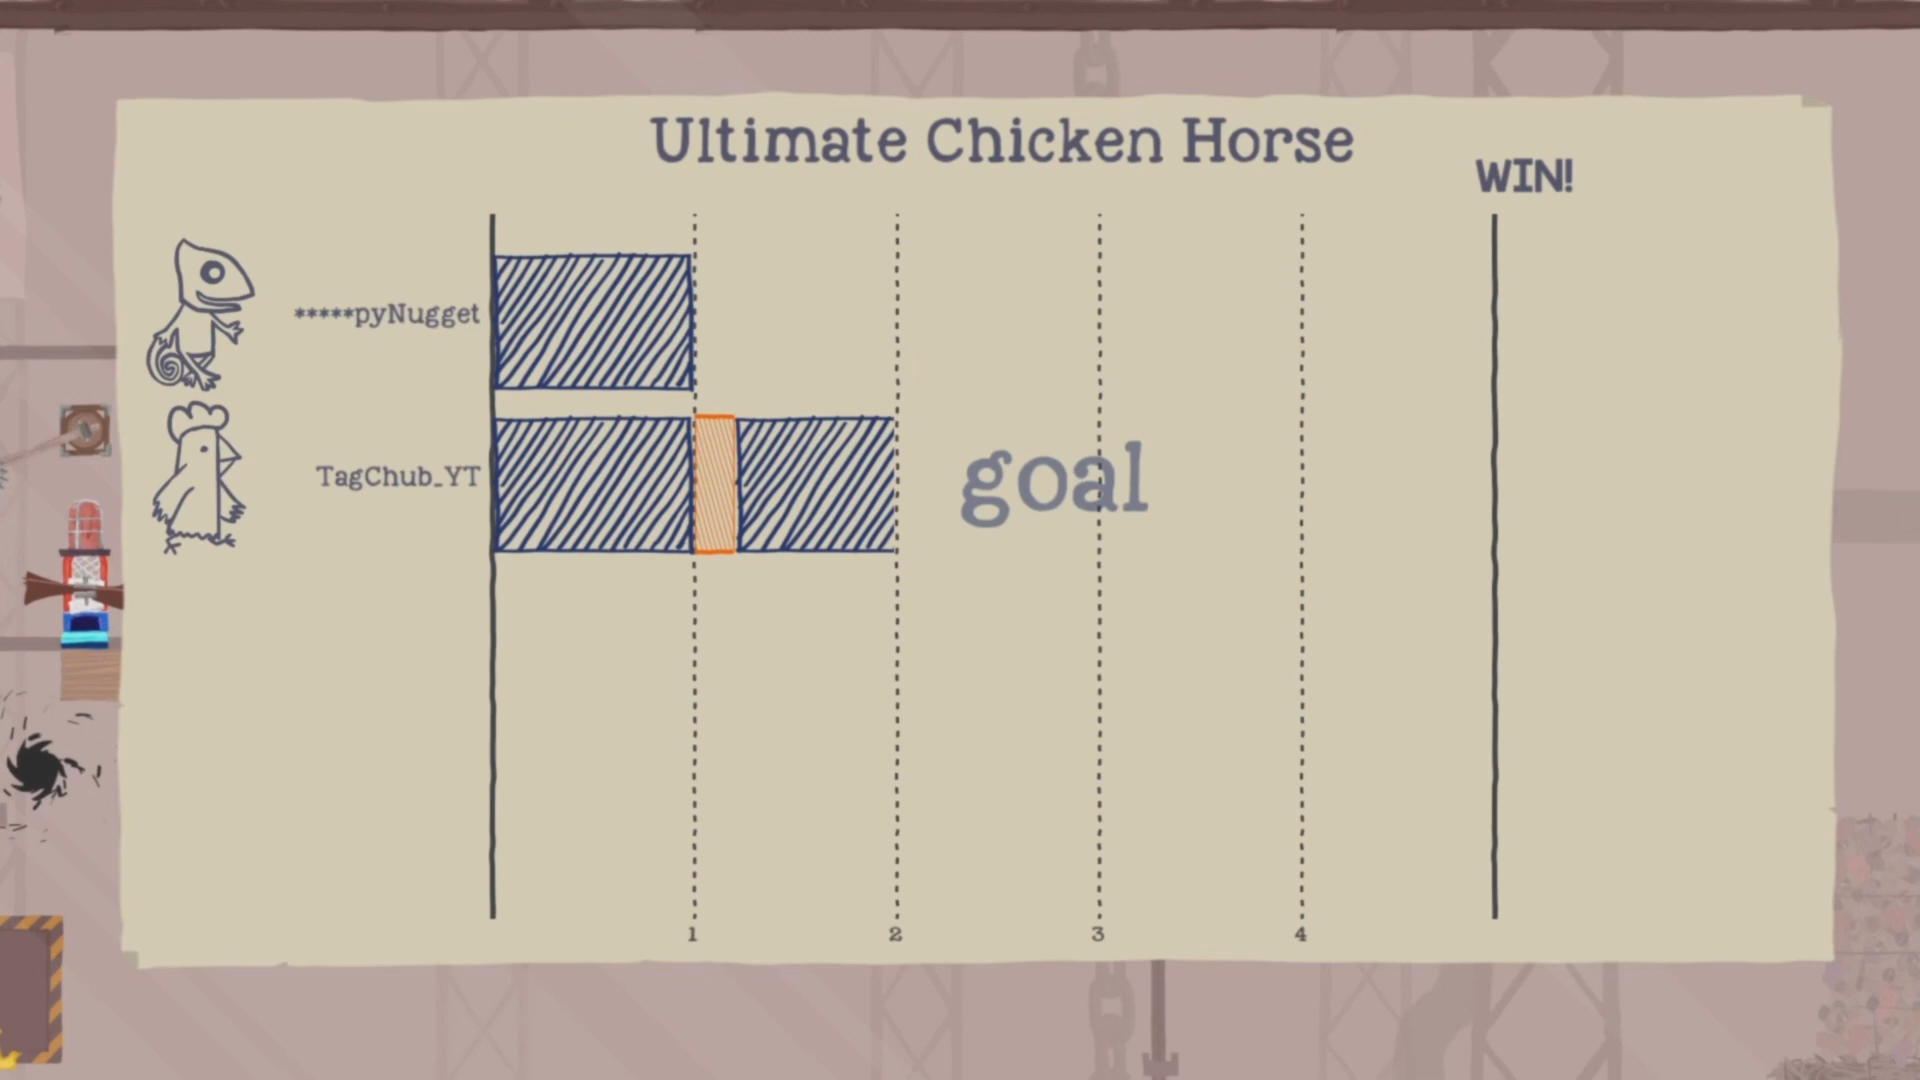 Ultimate Chicken Horse
WIN!
*****pyNugget
TagChub_YT
goal
1 2 3 4